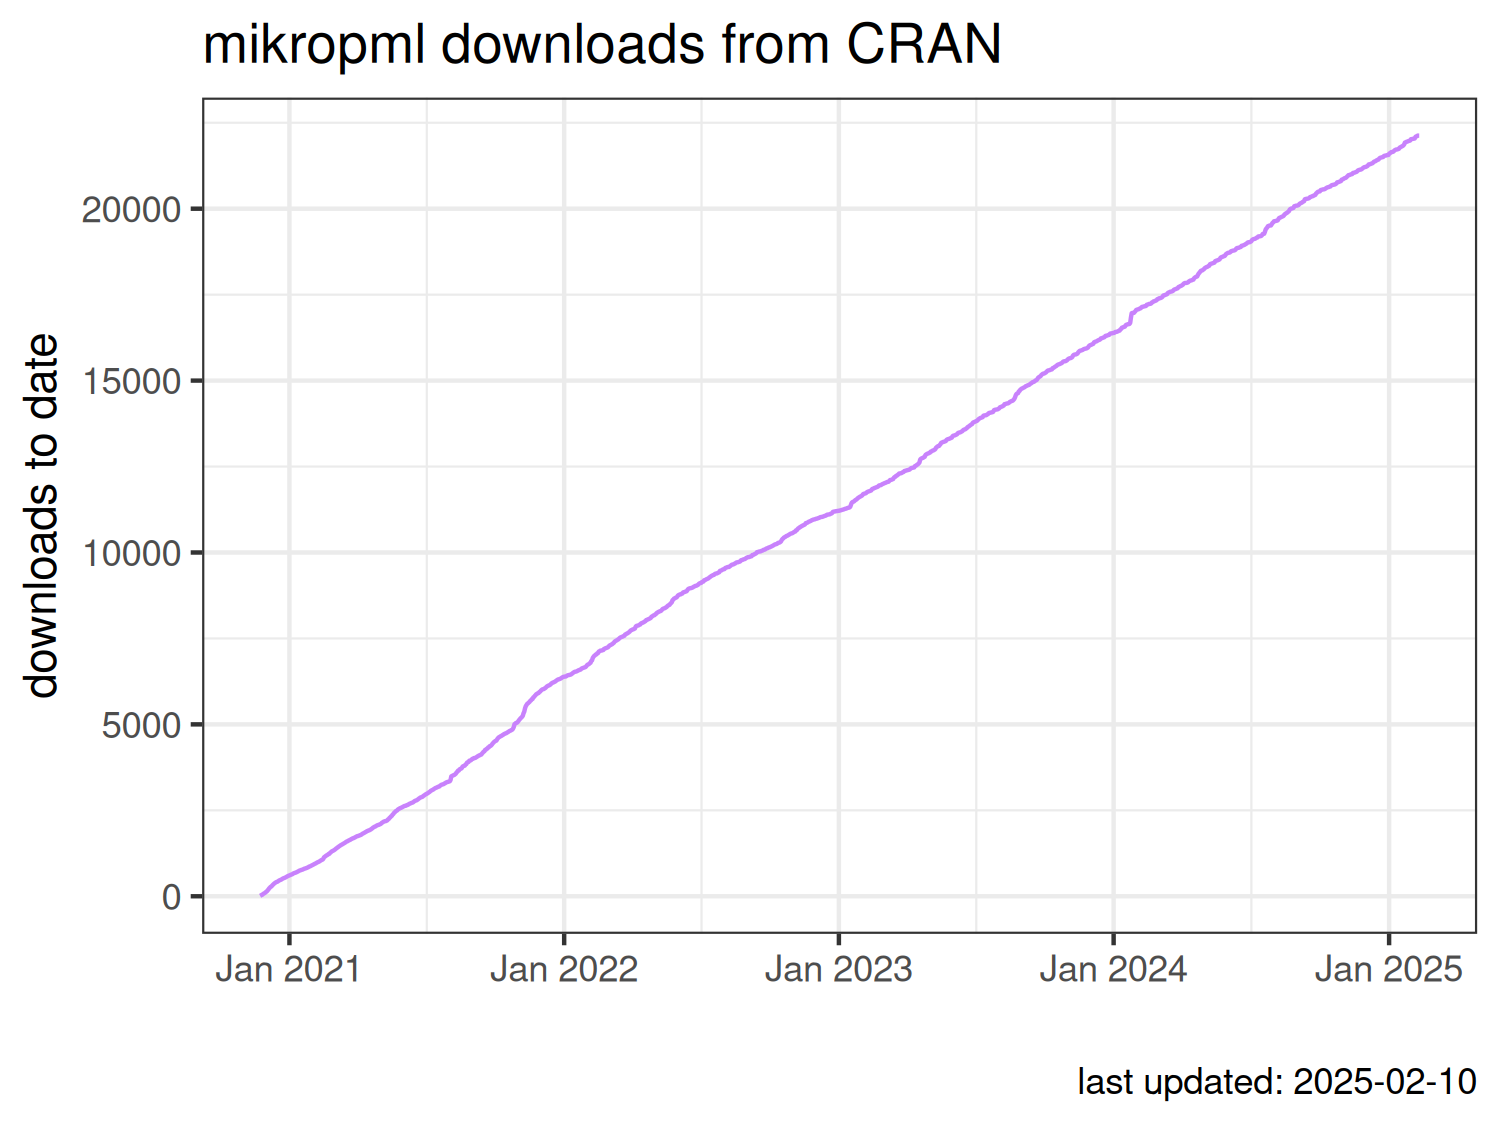 mikropml downloads from CRAN
downloads to date
20000
15000
10000
5000
0
Jan 2021 Jan 2022 Jan 2023 Jan 2024 Jan 2025
last updated: 2025-02-10